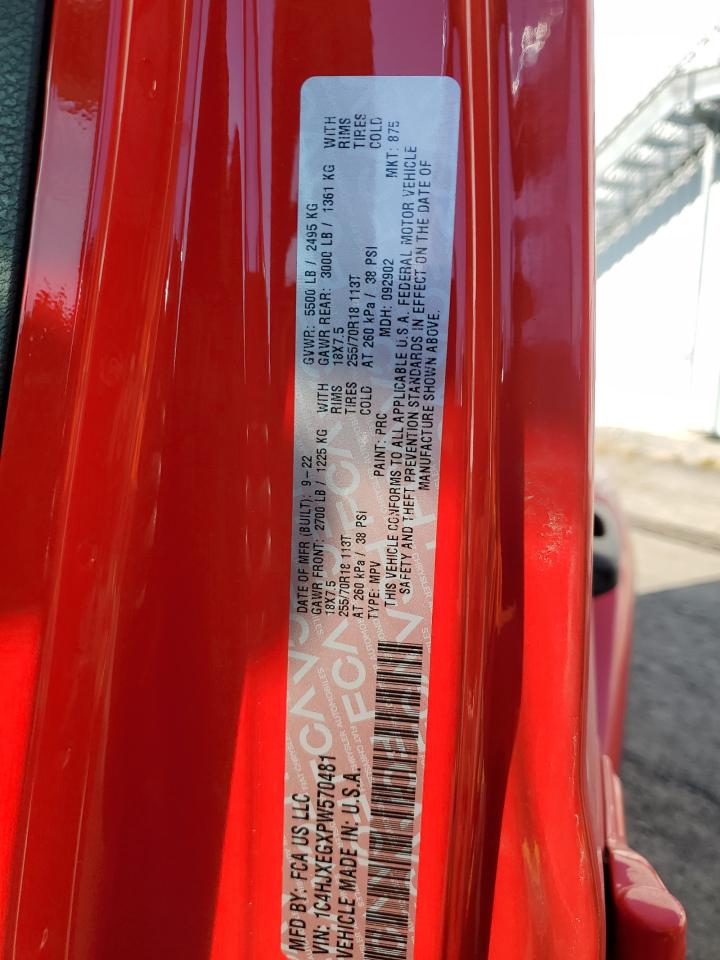 MFD BY: FCA US LLC
DATE OF MFR (BUILT): 9-22
GVWR: 5500 LB / 2495 KG
GAWR FRONT: 2700 LB / 1225 KG WITH
GAWR REAR: 3000 LB / 1361 KG WITH
18X7.5 RIMS
18X7.5 RIMS
255/70R18 113T TIRES
255/70R18 113T TIRES
AT 260 kPa / 38 PSI COLD
AT 260 kPa / 38 PSI COLD
VIN: 1C4HJXEGXPW570481
TYPE: MPV PAINT: PRC MDH: 092902 MKT: 875
VEHICLE MADE IN: U.S.A.
THIS VEHICLE CONFORMS TO ALL APPLICABLE U.S.A. FEDERAL MOTOR VEHICLE
SAFETY AND THEFT PREVENTION STANDARDS IN EFFECT ON THE DATE OF
MANUFACTURE SHOWN ABOVE.